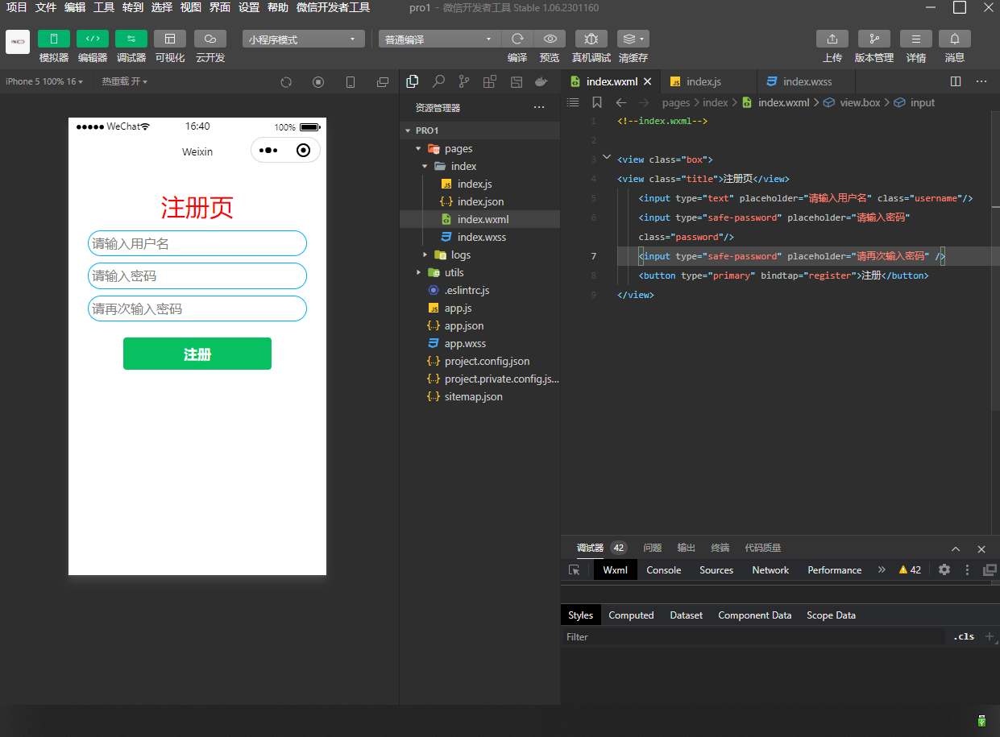 项目 文件 编辑 工具 转到 选择 视图 界面 设置 帮助 微信开发者工具 pro1 - 微信开发者工具 Stable 1.06.2301160
小程序模式 普通编译
模拟器 编辑器 调试器 可视化 云开发 编译 预览 真机调试 清缓存 上传 版本管理 详情 消息
iPhone 5 100% 16 热重载 开
WeChat 16:40 100%
Weixin
注册页
请输入用户名
请输入密码
请再次输入密码
注册
资源管理器
PRO1
pages
index
index.js
index.json
index.wxml
index.wxss
logs
utils
.eslintrc.js
app.js
app.json
app.wxss
project.config.json
project.private.config.js...
sitemap.json
index.wxml index.js index.wxss
pages > index > index.wxml > view.box > input
1 <!--index.wxml-->
2
3 <view class="box">
4 <view class="title">注册页</view>
5 <input type="text" placeholder="请输入用户名" class="username"/>
6 <input type="safe-password" placeholder="请输入密码"
class="password"/>
7 <input type="safe-password" placeholder="请再次输入密码" />
8 <button type="primary" bindtap="register">注册</button>
9 </view>
调试器 42 问题 输出 终端 代码质量
Wxml Console Sources Network Performance » 42
Styles Computed Dataset Component Data Scope Data
Filter .cls +